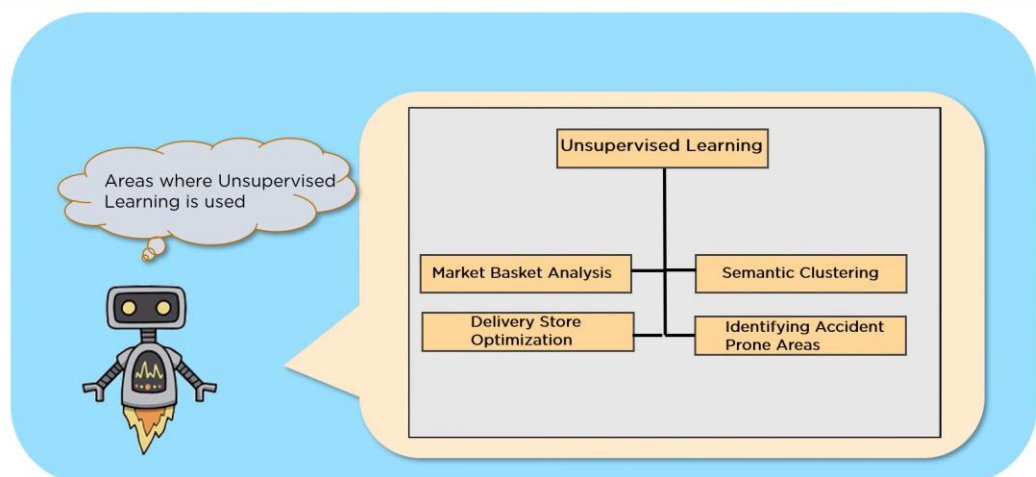 Areas where Unsupervised
Learning is used
Unsupervised Learning
Market Basket Analysis
Semantic Clustering
Delivery Store
Optimization
Identifying Accident
Prone Areas